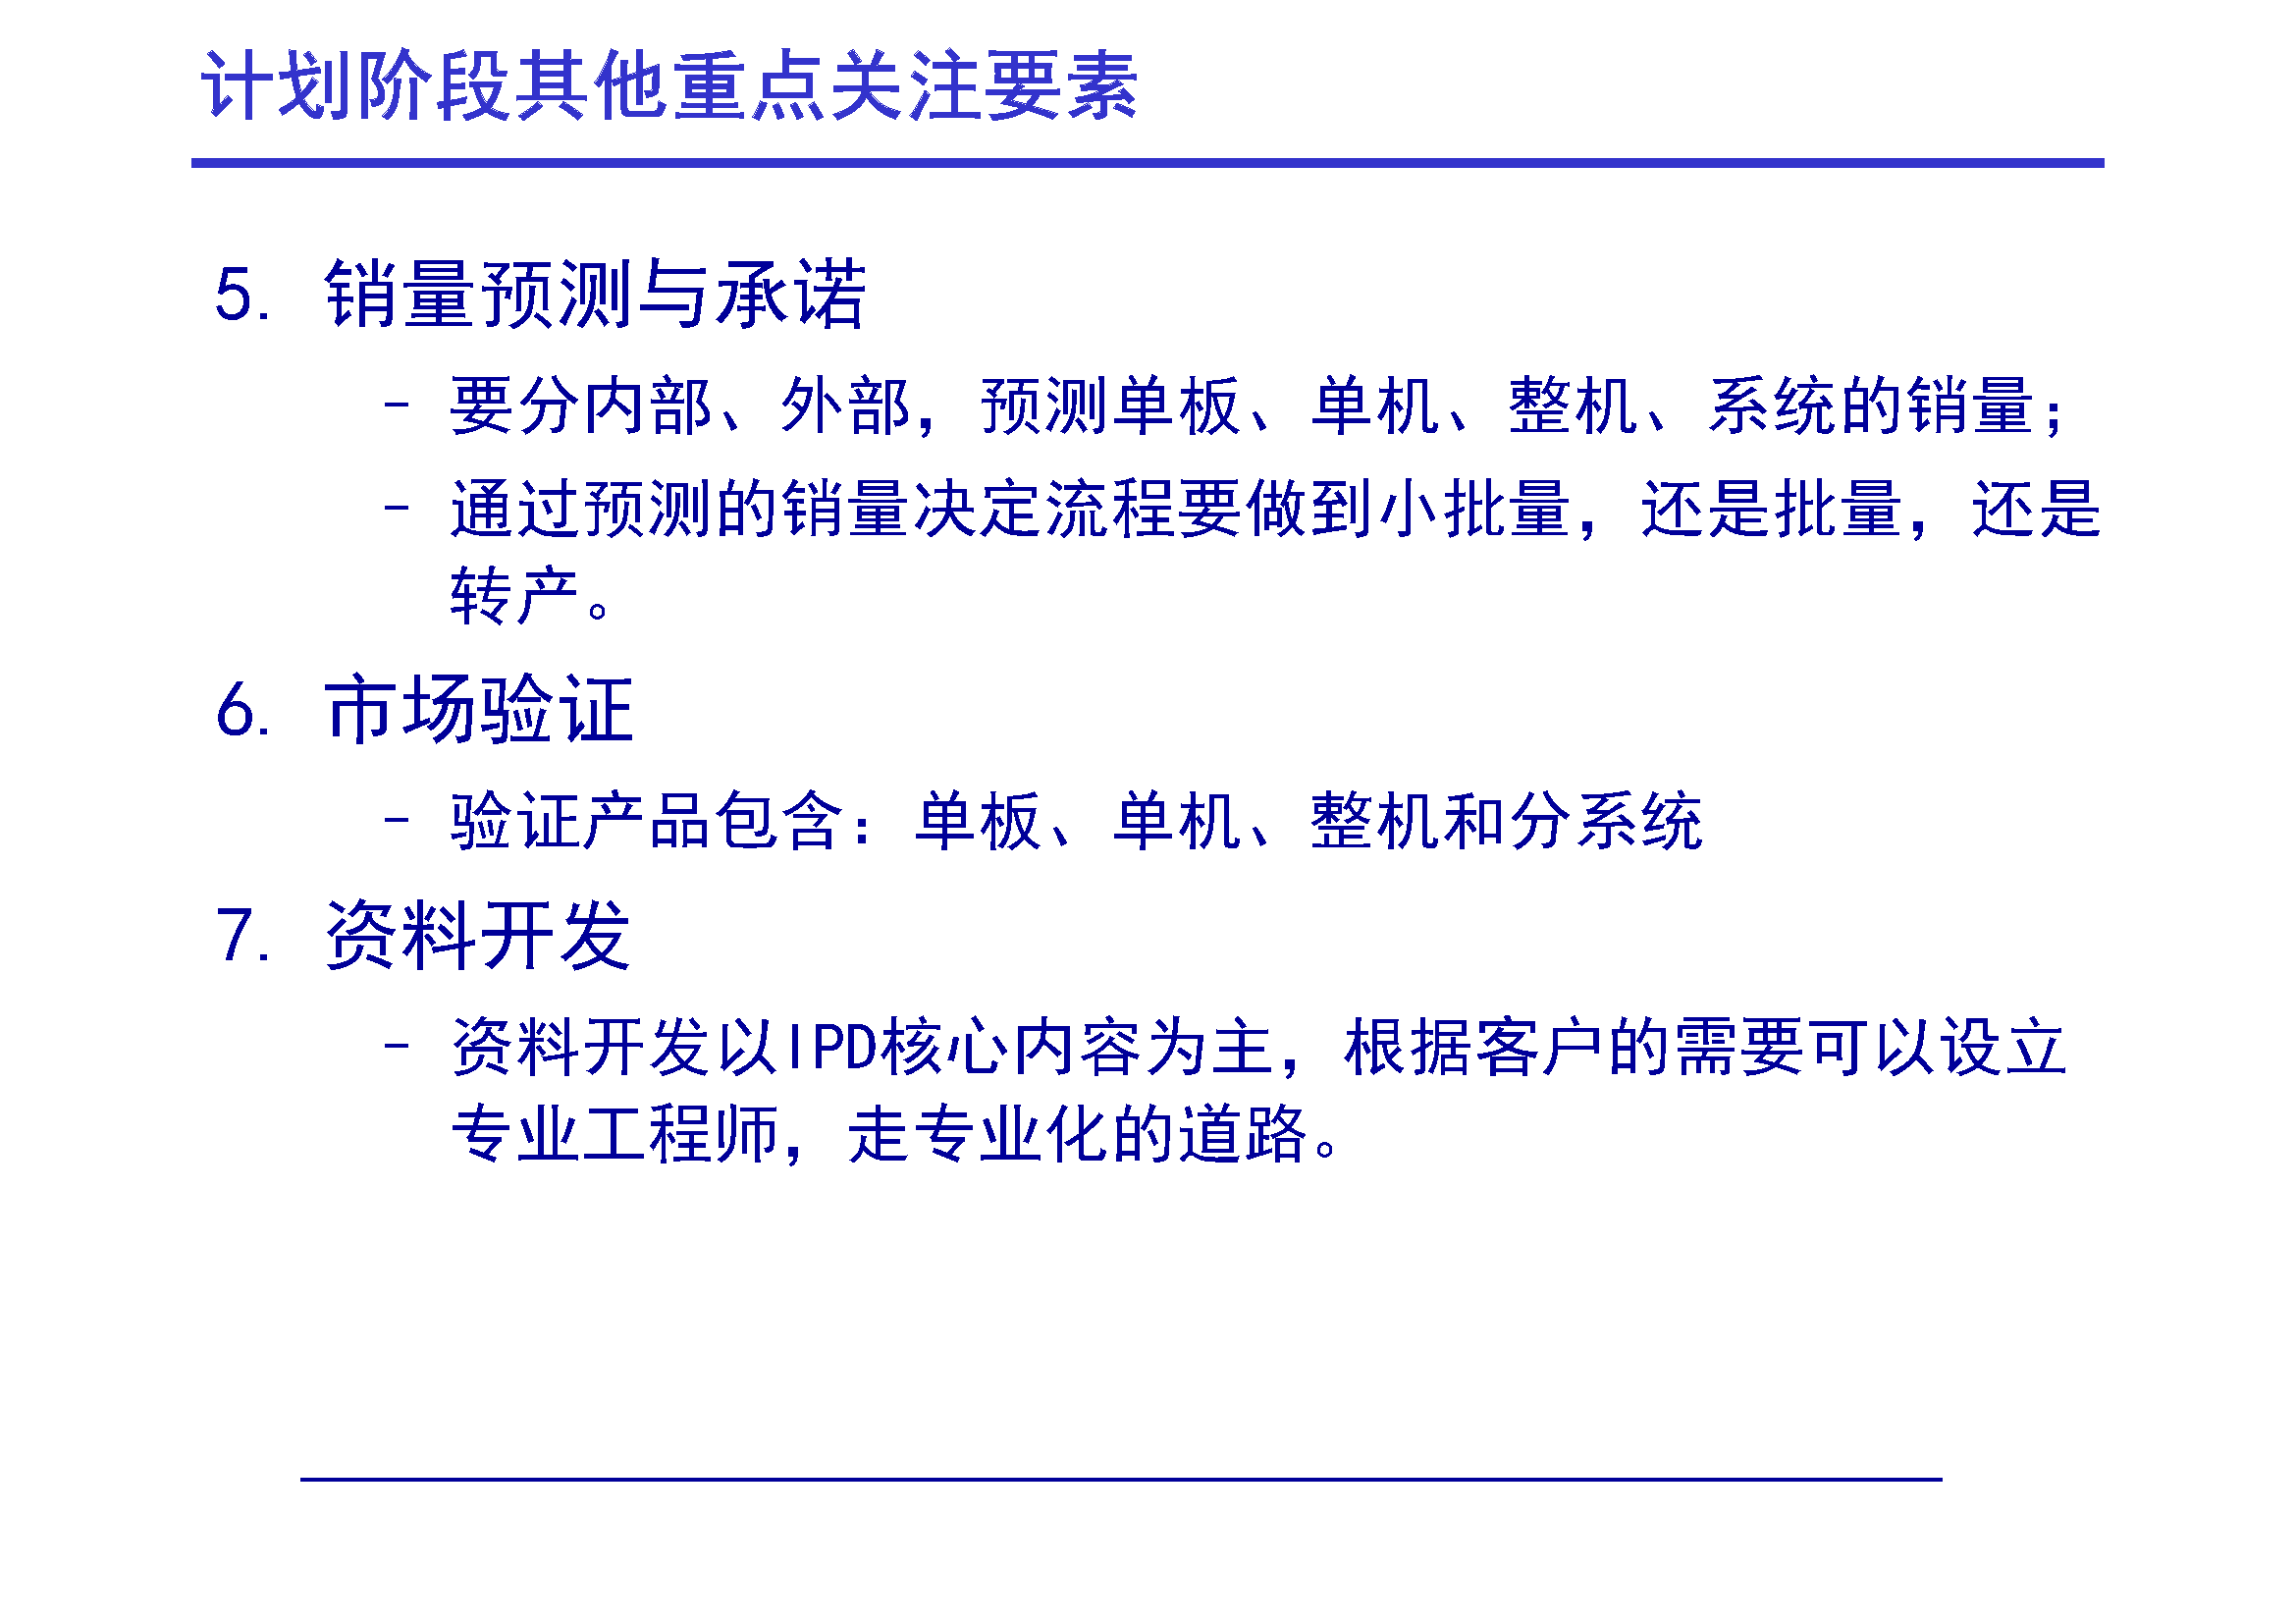 计划阶段其他重点关注要素
5. 销量预测与承诺
- 要分内部、外部，预测单板、单机、整机、系统的销量；
- 通过预测的销量决定流程要做到小批量，还是批量，还是
转产。
6. 市场验证
- 验证产品包含：单板、单机、整机和分系统
7. 资料开发
- 资料开发以IPD核心内容为主，根据客户的需要可以设立
专业工程师，走专业化的道路。